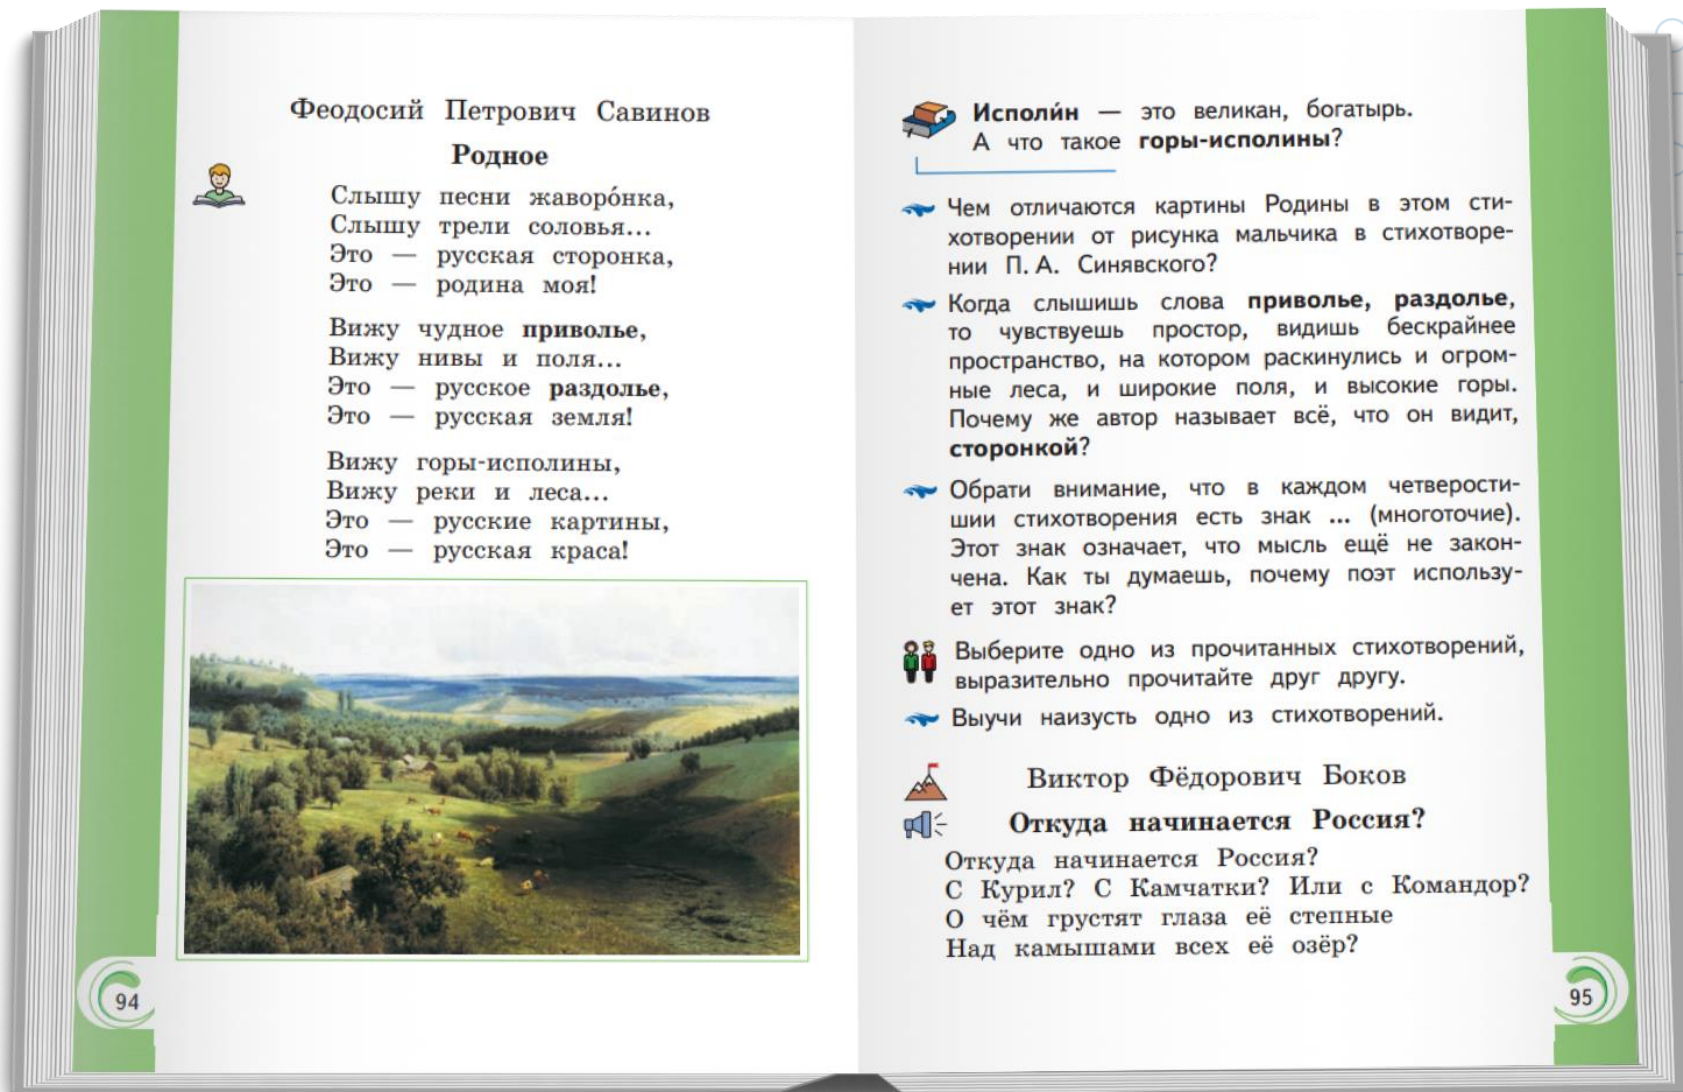 Феодосий Петрович Савинов
Родное
Слышу песни жаворо́нка,
Слышу трели соловья...
Это — русская сторонка,
Это — родина моя!
Вижу чудное приволье,
Вижу нивы и поля...
Это — русское раздолье,
Это — русская земля!
Вижу горы-исполины,
Вижу реки и леса...
Это — русские картины,
Это — русская краса!
94
Исполи́н — это великан, богатырь.
А что такое горы-исполины?
Чем отличаются картины Родины в этом сти-
хотворении от рисунка мальчика в стихотворе-
нии П. А. Синявского?
Когда слышишь слова приволье, раздолье,
то чувствуешь простор, видишь бескрайнее
пространство, на котором раскинулись и огром-
ные леса, и широкие поля, и высокие горы.
Почему же автор называет всё, что он видит,
сторонкой?
Обрати внимание, что в каждом четверости-
шии стихотворения есть знак ... (многоточие).
Этот знак означает, что мысль ещё не закон-
чена. Как ты думаешь, почему поэт использу-
ет этот знак?
Выберите одно из прочитанных стихотворений,
выразительно прочитайте друг другу.
Выучи наизусть одно из стихотворений.
Виктор Фёдорович Боков
Откуда начинается Россия?
Откуда начинается Россия?
С Курил? С Камчатки? Или с Командор?
О чём грустят глаза её степные
Над камышами всех её озёр?
95